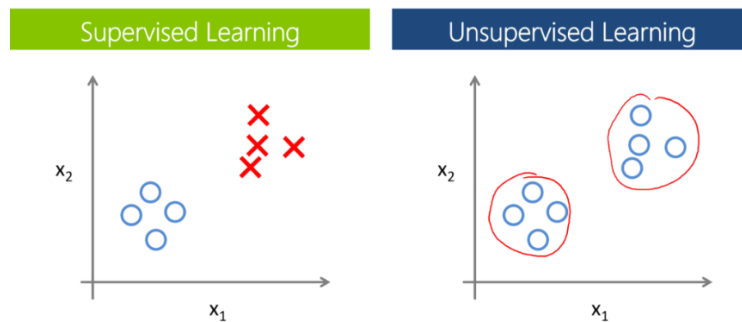 Supervised Learning
Unsupervised Learning
x2
x1
x2
x1